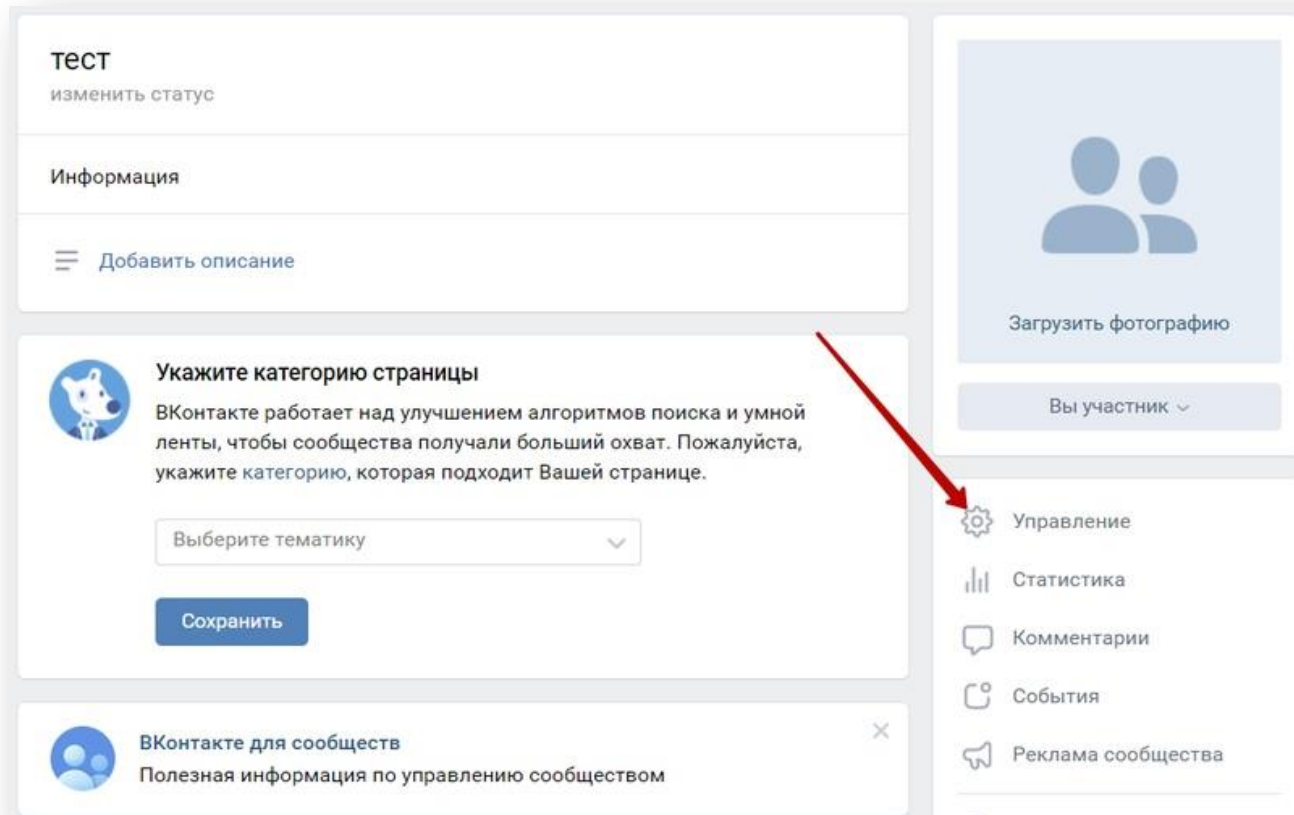 тест
изменить статус
Информация
Добавить описание
Укажите категорию страницы
ВКонтакте работает над улучшением алгоритмов поиска и умной
ленты, чтобы сообщества получали больший охват. Пожалуйста,
укажите категорию, которая подходит Вашей странице.
Выберите тематику
Сохранить
ВКонтакте для сообществ
Полезная информация по управлению сообществом
Загрузить фотографию
Вы участник
Управление
Статистика
Комментарии
События
Реклама сообщества